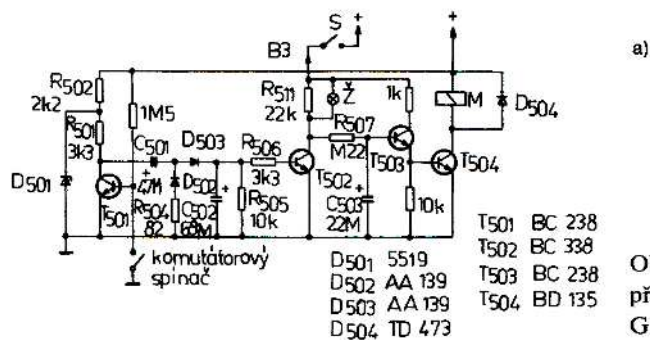 S
+
+
B3
a)
R502
2k2
1M5
R511
22k
Ž
1k
M
D504
R501
3k3
C501
D503
R506
3k3
R507
M22
T503
T504
D501
+
47M
T501
D502
R504
82
C502
68M
+
R505
10k
T502
+
C503
22M
10k
komutátorový
spínač
D501 5519
D502 AA 139
D503 AA 139
D504 TD 473
T501 BC 238
T502 BC 338
T503 BC 238
T504 BD 135
O
př
G